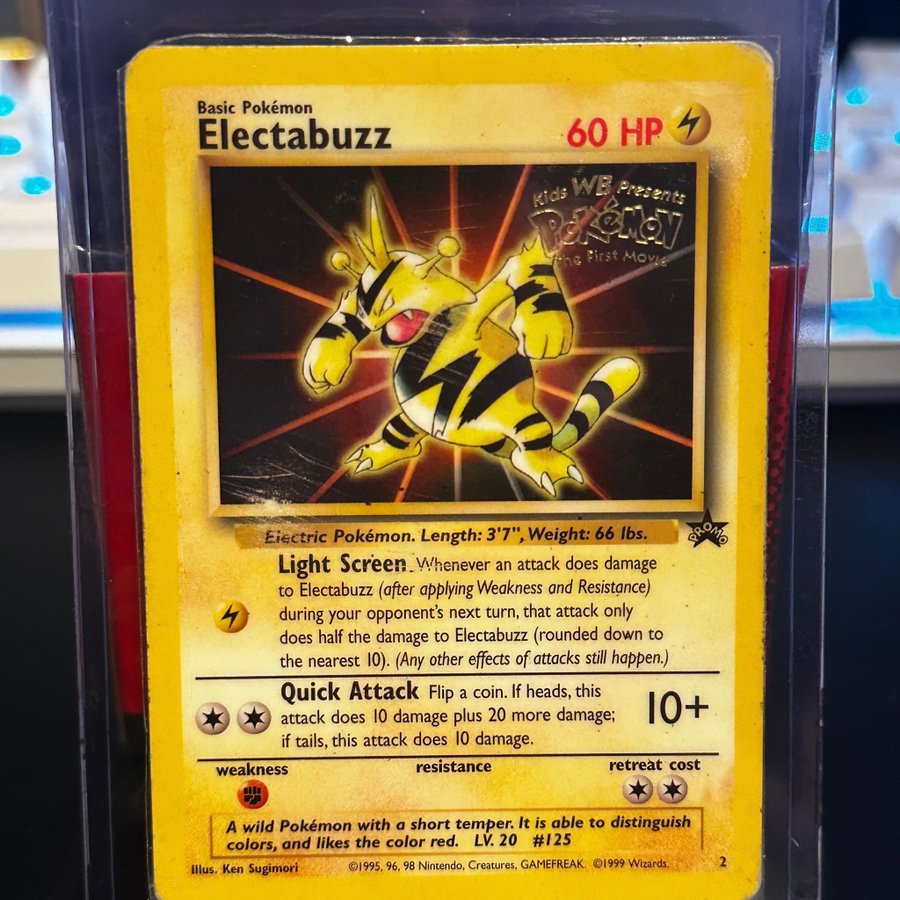 Basic Pokémon
Electabuzz
60 HP
Kids WB Presents
POKéMON
the First Movie
Electric Pokémon. Length: 3'7", Weight: 66 lbs.
PROMO
Light Screen Whenever an attack does damage
to Electabuzz (after applying Weakness and Resistance)
during your opponent's next turn, that attack only
does half the damage to Electabuzz (rounded down to
the nearest 10). (Any other effects of attacks still happen.)
Quick Attack Flip a coin. If heads, this
attack does 10 damage plus 20 more damage;
if tails, this attack does 10 damage.
10+
weakness resistance retreat cost
A wild Pokémon with a short temper. It is able to distinguish
colors, and likes the color red. LV. 20 #125
Illus. Ken Sugimori ©1995, 96, 98 Nintendo, Creatures, GAMEFREAK. ©1999 Wizards. 2